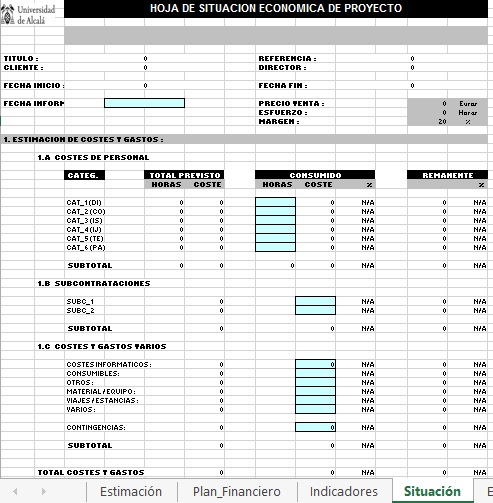 Universidad de Alcalá
HOJA DE SITUACION ECONOMICA DE PROYECTO
TITULO : 0 REFERENCIA : 0
CLIENTE : 0 DIRECTOR : 0
FECHA INICIO : 0 FECHA FIN : 0
FECHA INFORM PRECIO VENTA : 0 Euros
ESFUERZO : 0 Horas
MARGEN : 20 %
1. ESTIMACION DE COSTES Y GASTOS :
1.A COSTES DE PERSONAL
CATEG. TOTAL PREVISTO CONSUMIDO REMANENTE
HORAS COSTE HORAS COSTE % %
CAT_1(DI) 0 0 0 N/A 0 N/A
CAT_2(CO) 0 0 0 N/A 0 N/A
CAT_3(IS) 0 0 0 N/A 0 N/A
CAT_4(IJ) 0 0 0 N/A 0 N/A
CAT_5(TE) 0 0 0 N/A 0 N/A
CAT_6(PA) 0 0 0 N/A 0 N/A
SUBTOTAL 0 0 0 0 N/A 0 N/A
1.B SUBCONTRATACIONES
SUBC_1 0 N/A 0 N/A
SUBC_2 0 N/A 0 N/A
SUBTOTAL 0 0 N/A 0 N/A
1.C COSTES Y GASTOS VARIOS
COSTES INFORMATICOS: 0 0 N/A 0 N/A
CONSUMIBLES: 0 N/A 0 N/A
OTROS: 0 N/A 0 N/A
MATERIAL / EQUIPO: 0 N/A 0 N/A
VIAJES / ESTANCIAS: 0 N/A 0 N/A
VARIOS: 0 N/A 0 N/A
CONTINGENCIAS: 0 0 N/A 0 N/A
SUBTOTAL 0 0 N/A 0 N/A
TOTAL COSTES Y GASTOS 0 0 N/A 0 N/A
Estimación Plan_Financiero Indicadores Situación E